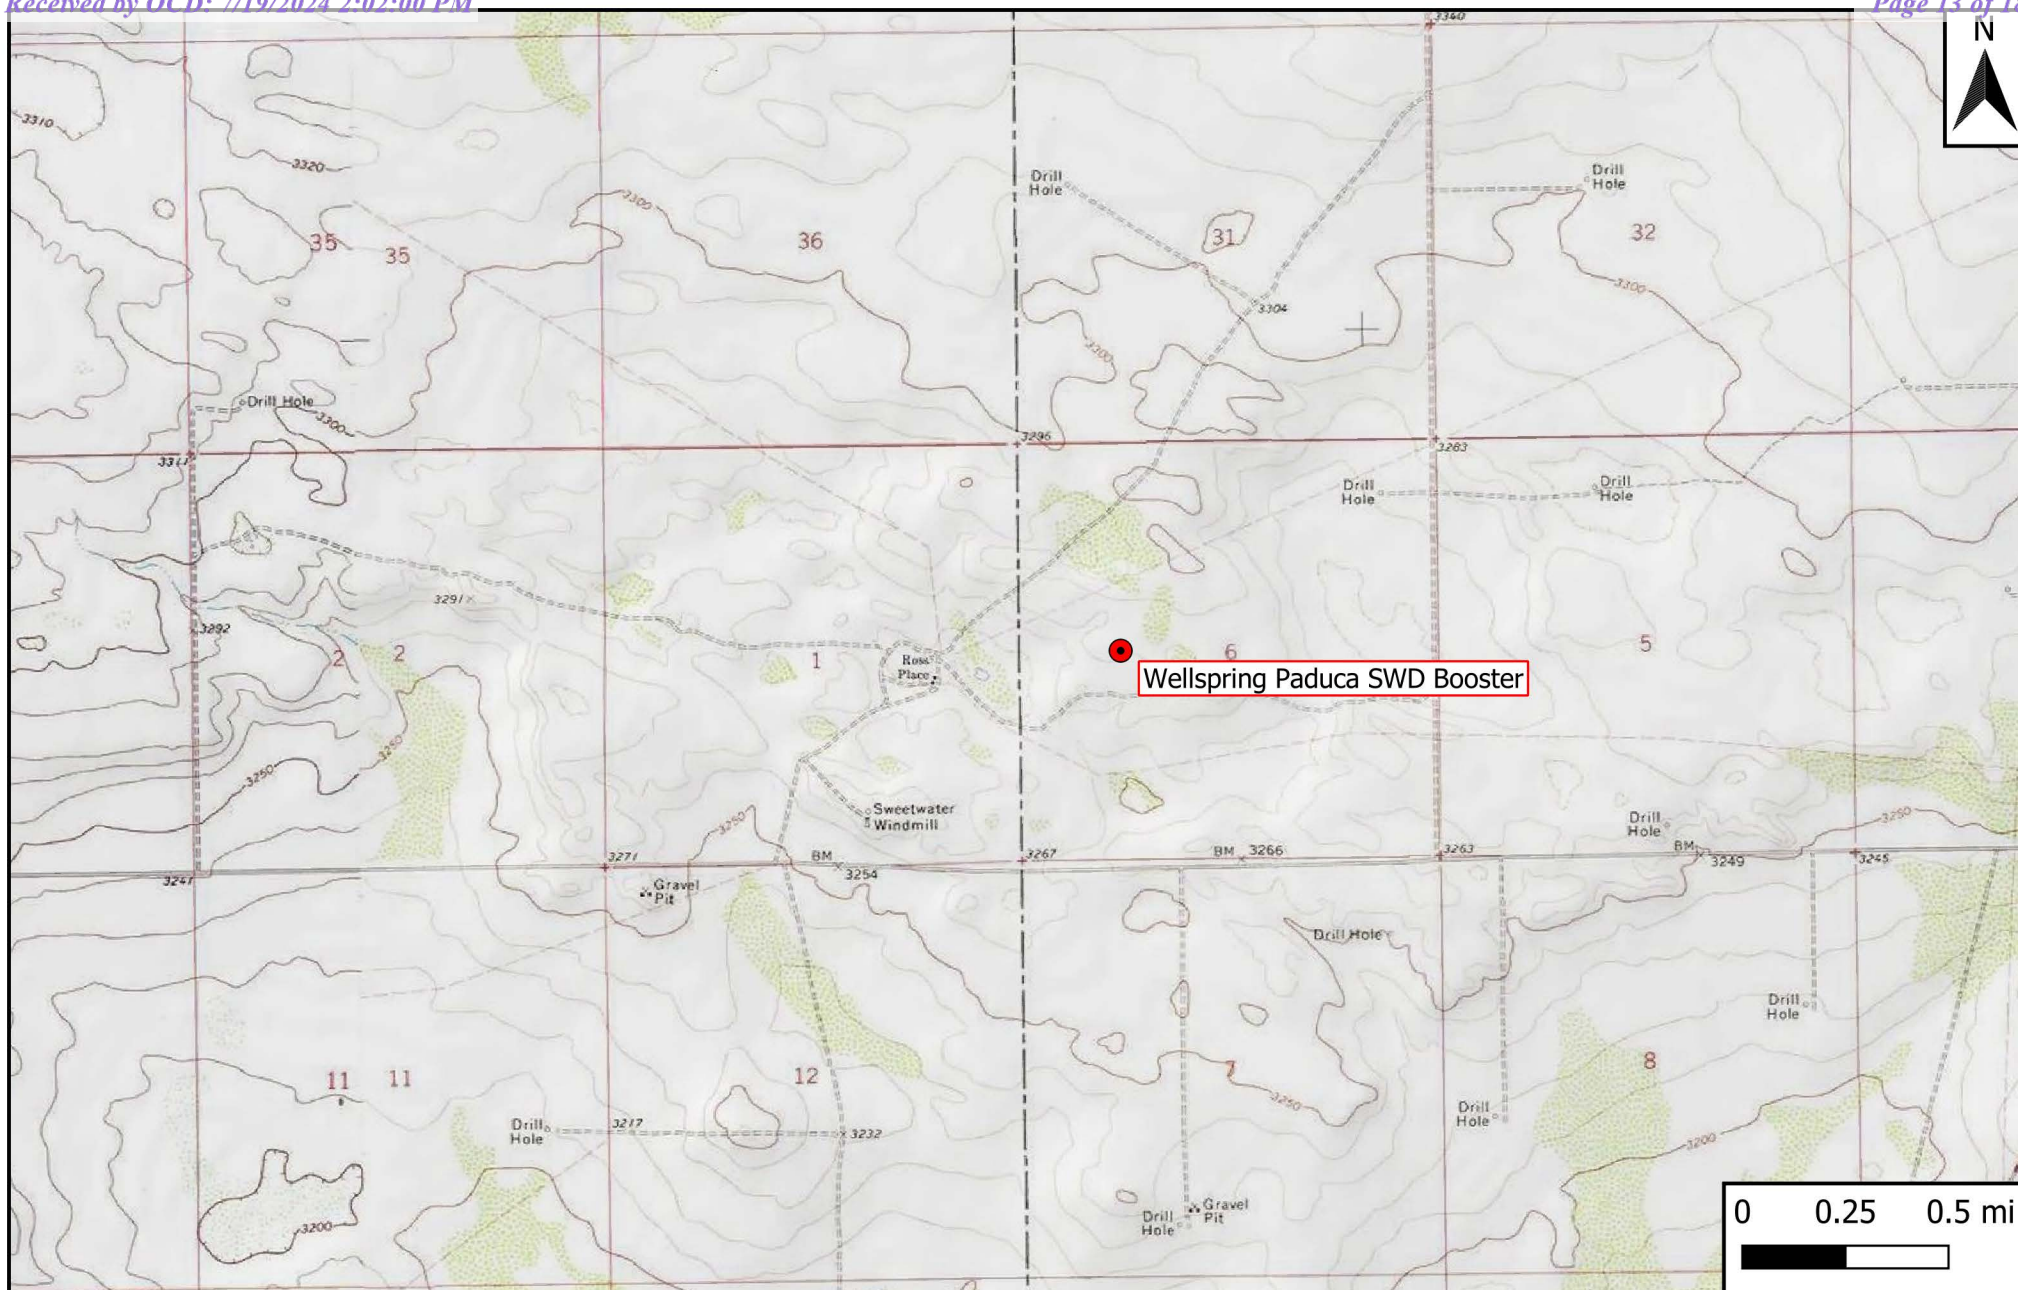 Received by OCD: 7/19/2024 2:02:00 PM
Page 13 of 18
N
3340
3310
3320
Drill
Hole
Drill
Hole
3300
35
35
36
31
32
3300
3304
3300
Drill Hole
3300
3296
3263
3311
Drill
Hole
Drill
Hole
3291
3292
2
2
1
Ross
Place
6
5
Wellspring Paduca SWD Booster
3250
3250
Sweetwater
Windmill
3250
Drill
Hole
3250
3271
BM
3254
3267
BM 3266
3263
BM
3249
3245
3241
Gravel
Pit
Drill Hole
Drill
Hole
11
11
12
7
8
3250
Drill
Hole
3217
3232
Drill
Hole
3200
3200
Drill
Hole
Gravel
Pit
0 0.25 0.5 mi